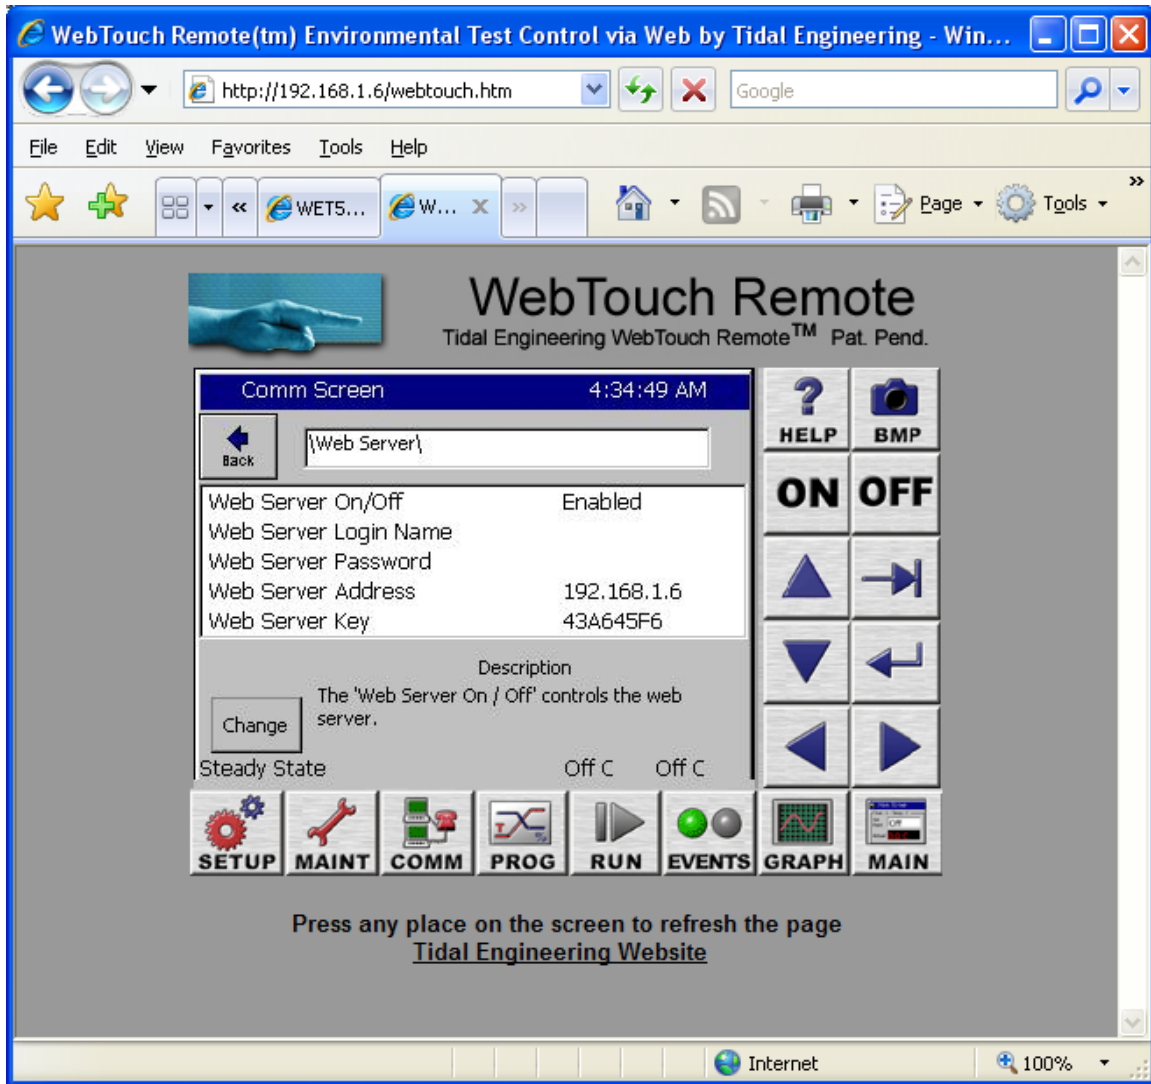 WebTouch Remote(tm) Environmental Test Control via Web by Tidal Engineering - Win...
http://192.168.1.6/webtouch.htm
Google
File Edit View Favorites Tools Help
WET5... W... Page Tools
WebTouch Remote
Tidal Engineering WebTouch Remote™ Pat. Pend.
Comm Screen 4:34:49 AM
HELP BMP
Back \Web Server\
ON OFF
Web Server On/Off Enabled
Web Server Login Name
Web Server Password
Web Server Address 192.168.1.6
Web Server Key 43A645F6
Description
The 'Web Server On / Off' controls the web
server.
Change
Steady State Off C Off C
SETUP MAINT COMM PROG RUN EVENTS GRAPH MAIN
Press any place on the screen to refresh the page
Tidal Engineering Website
Internet 100%